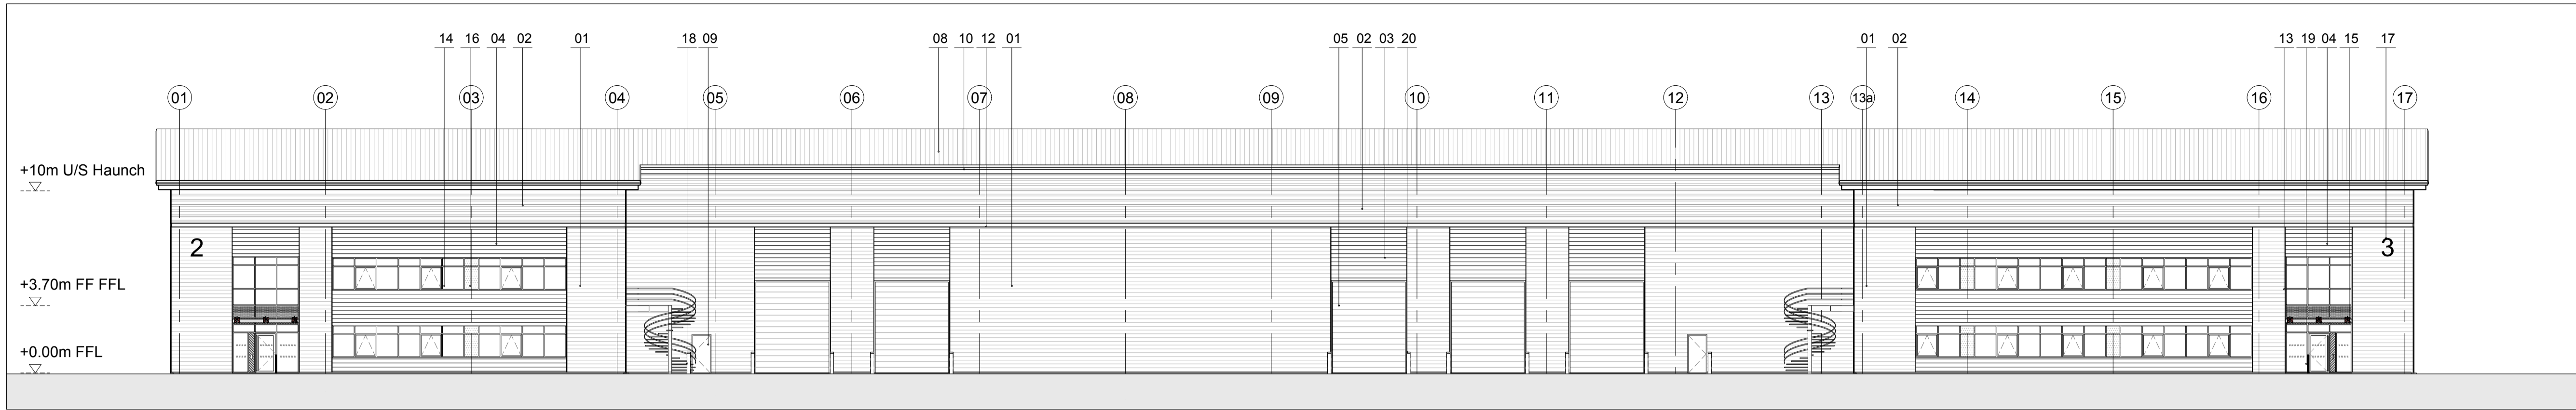 14 16 04 02 01 18 09 08 10 12 01 05 02 03 20 01 02 13 19 04 15 17
01 02 03 04 05 06 07 08 09 10 11 12 13 13a 14 15 16 17
+10m U/S Haunch
2 3
+3.70m FF FFL
+0.00m FFL